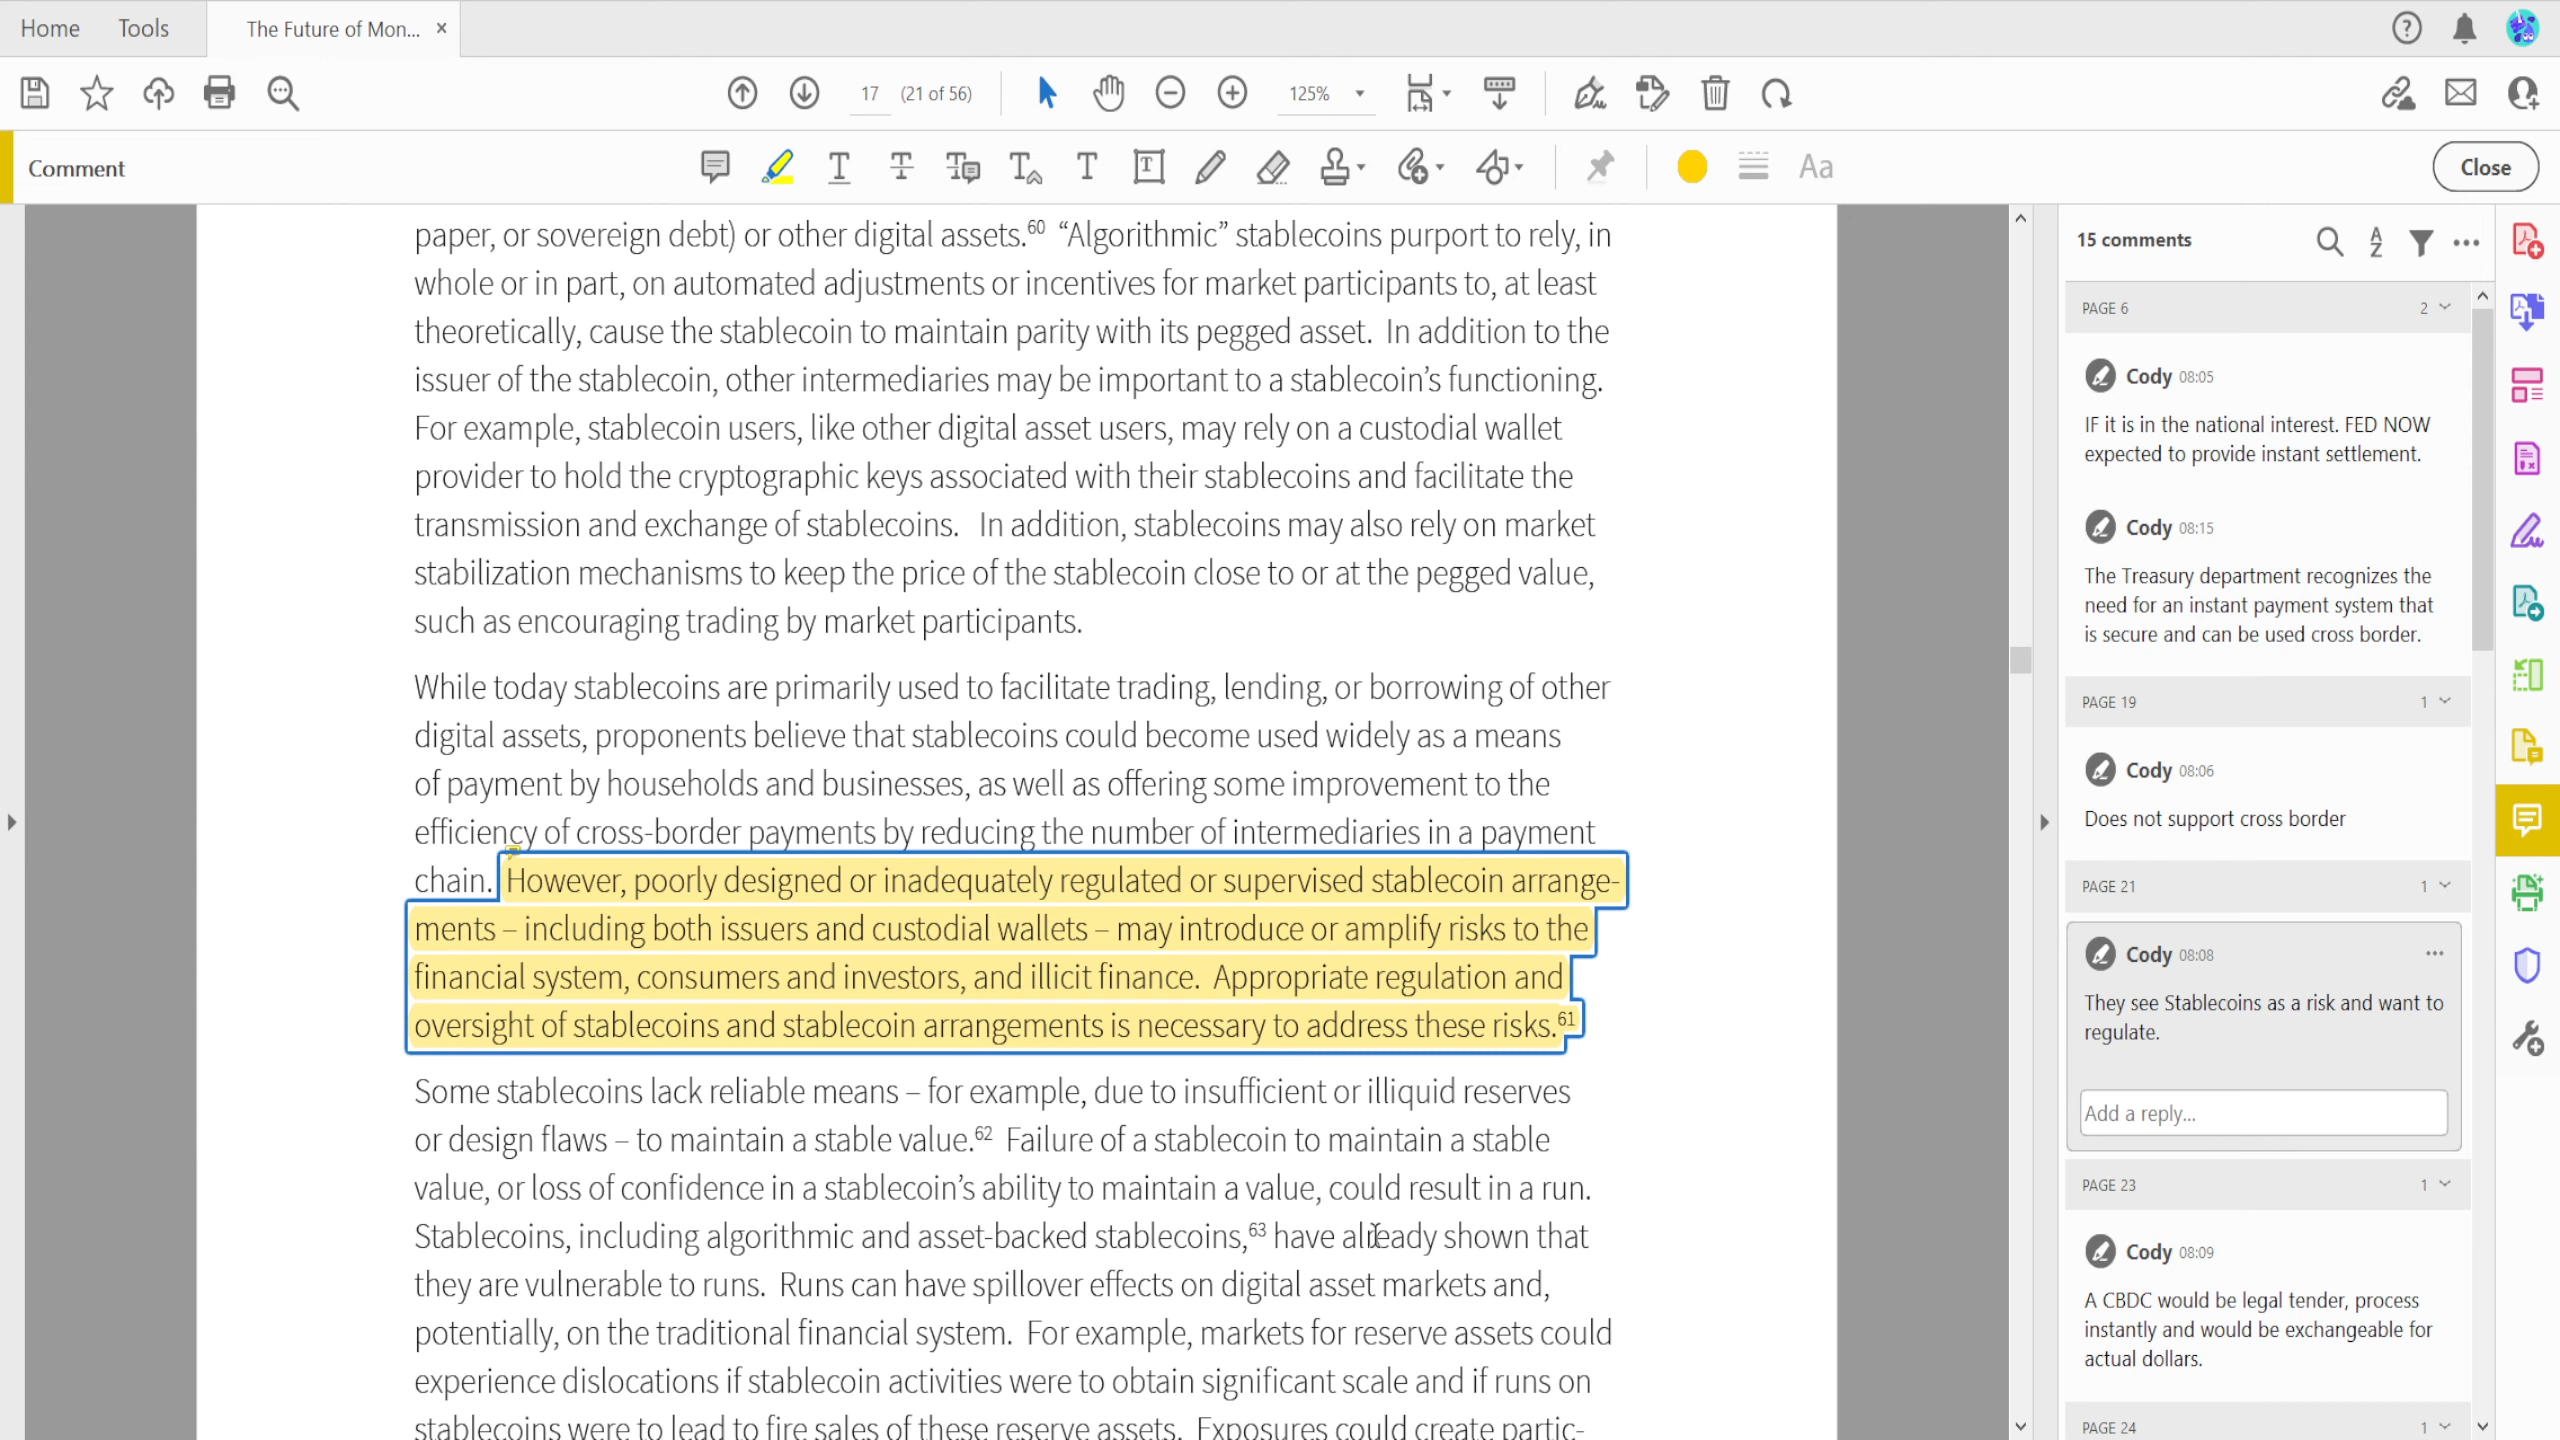 Home Tools The Future of Mon... ×
17 (21 of 56) 125%
Comment Close
paper, or sovereign debt) or other digital assets.60 “Algorithmic” stablecoins purport to rely, in
whole or in part, on automated adjustments or incentives for market participants to, at least
theoretically, cause the stablecoin to maintain parity with its pegged asset. In addition to the
issuer of the stablecoin, other intermediaries may be important to a stablecoin’s functioning.
For example, stablecoin users, like other digital asset users, may rely on a custodial wallet
provider to hold the cryptographic keys associated with their stablecoins and facilitate the
transmission and exchange of stablecoins. In addition, stablecoins may also rely on market
stabilization mechanisms to keep the price of the stablecoin close to or at the pegged value,
such as encouraging trading by market participants.
While today stablecoins are primarily used to facilitate trading, lending, or borrowing of other
digital assets, proponents believe that stablecoins could become used widely as a means
of payment by households and businesses, as well as offering some improvement to the
efficiency of cross-border payments by reducing the number of intermediaries in a payment
chain. However, poorly designed or inadequately regulated or supervised stablecoin arrange-
ments – including both issuers and custodial wallets – may introduce or amplify risks to the
financial system, consumers and investors, and illicit finance. Appropriate regulation and
oversight of stablecoins and stablecoin arrangements is necessary to address these risks.61
Some stablecoins lack reliable means – for example, due to insufficient or illiquid reserves
or design flaws – to maintain a stable value.62 Failure of a stablecoin to maintain a stable
value, or loss of confidence in a stablecoin’s ability to maintain a value, could result in a run.
Stablecoins, including algorithmic and asset-backed stablecoins,63 have already shown that
they are vulnerable to runs. Runs can have spillover effects on digital asset markets and,
potentially, on the traditional financial system. For example, markets for reserve assets could
experience dislocations if stablecoin activities were to obtain significant scale and if runs on
stablecoins were to lead to fire sales of these reserve assets. Exposures could create partic-
15 comments
PAGE 6 2
Cody 08:05
IF it is in the national interest. FED NOW
expected to provide instant settlement.
Cody 08:15
The Treasury department recognizes the
need for an instant payment system that
is secure and can be used cross border.
PAGE 19 1
Cody 08:06
Does not support cross border
PAGE 21 1
Cody 08:08
They see Stablecoins as a risk and want to
regulate.
Add a reply...
PAGE 23 1
Cody 08:09
A CBDC would be legal tender, process
instantly and would be exchangeable for
actual dollars.
PAGE 24 1